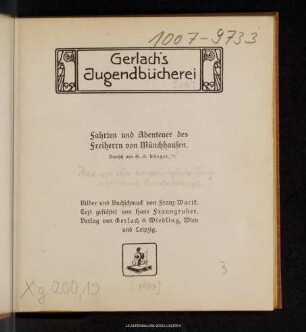 1007-9733
Gerlach's
Jugendbücherei
Fahrten und Abenteuer des
Freiherrn von Münchhausen.
Deutsch von G. A. Bürger.
Bilder und Buchschmuck von Franz Wacik.
Text gesichtet von Hans Fraungruber.
Verlag von Gerlach & Wiedling, Wien
und Leipzig.
3
Xg 200,19